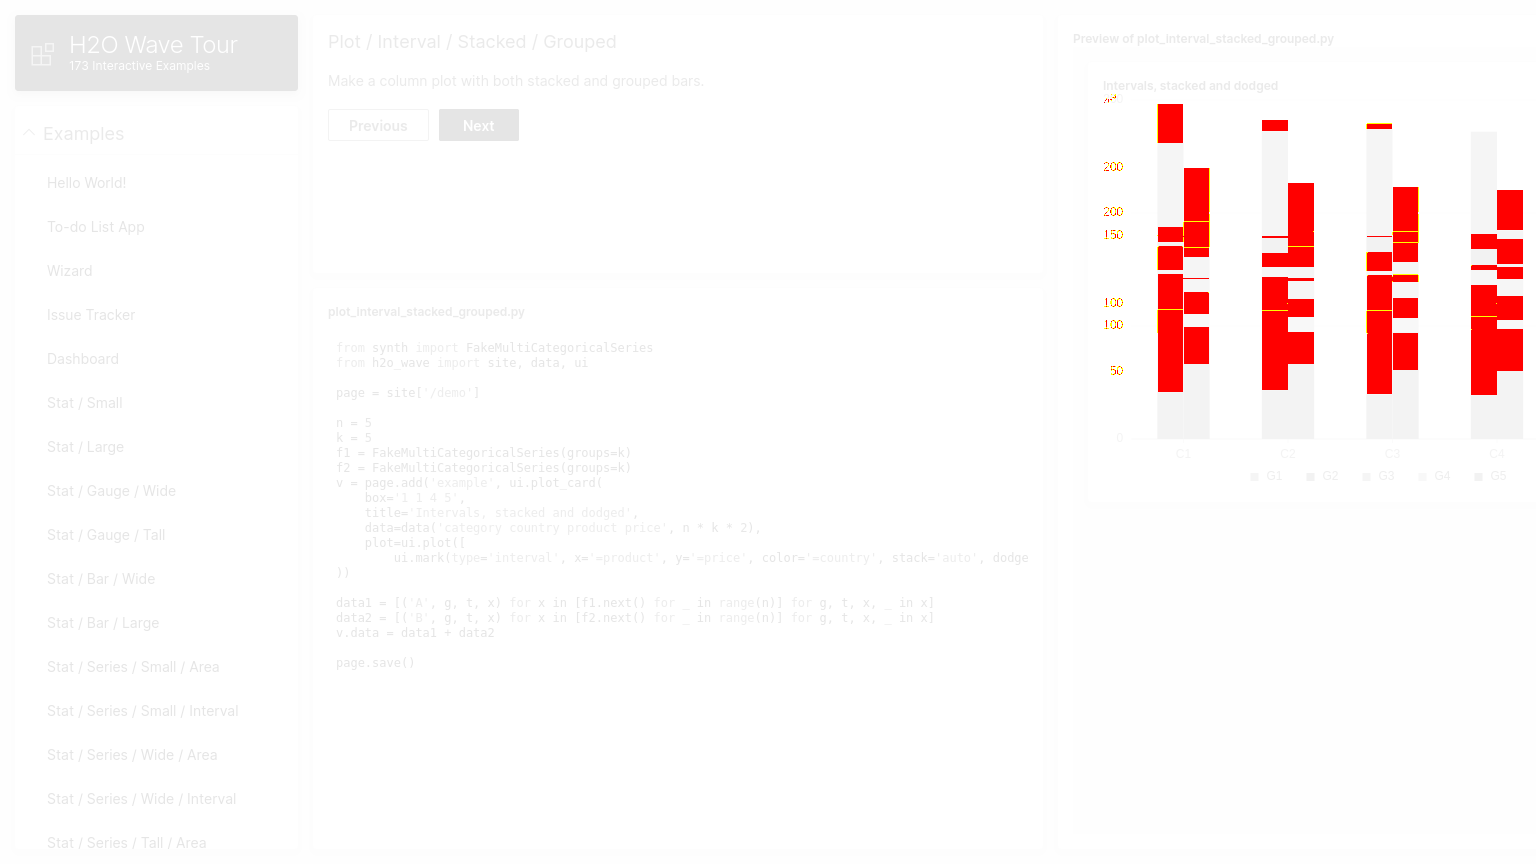 H2O Wave Tour
173 Interactive Examples
Examples
Hello World!
To-do List App
Wizard
Issue Tracker
Dashboard
Stat / Small
Stat / Large
Stat / Gauge / Wide
Stat / Gauge / Tall
Stat / Bar / Wide
Stat / Bar / Large
Stat / Series / Small / Area
Stat / Series / Small / Interval
Stat / Series / Wide / Area
Stat / Series / Wide / Interval
Stat / Series / Tall / Area
Plot / Interval / Stacked / Grouped
Make a column plot with both stacked and grouped bars.
Previous Next
plot_interval_stacked_grouped.py
from synth import FakeMultiCategoricalSeries
from h2o_wave import site, data, ui
page = site['/demo']
n = 5
k = 5
f1 = FakeMultiCategoricalSeries(groups=k)
f2 = FakeMultiCategoricalSeries(groups=k)
v = page.add('example', ui.plot_card(
box='1 1 4 5',
title='Intervals, stacked and dodged',
data=data('category country product price', n * k * 2),
plot=ui.plot([
ui.mark(type='interval', x='=product', y='=price', color='=country', stack='auto', dodge
))
data1 = [('A', g, t, x) for x in [f1.next() for _ in range(n)] for g, t, x, _ in x]
data2 = [('B', g, t, x) for x in [f2.next() for _ in range(n)] for g, t, x, _ in x]
v.data = data1 + data2
page.save()
Preview of plot_interval_stacked_grouped.py
Intervals, stacked and dodged
200
200
150
100
100
50
0
C1 C2 C3 C4
G1 G2 G3 G4 G5